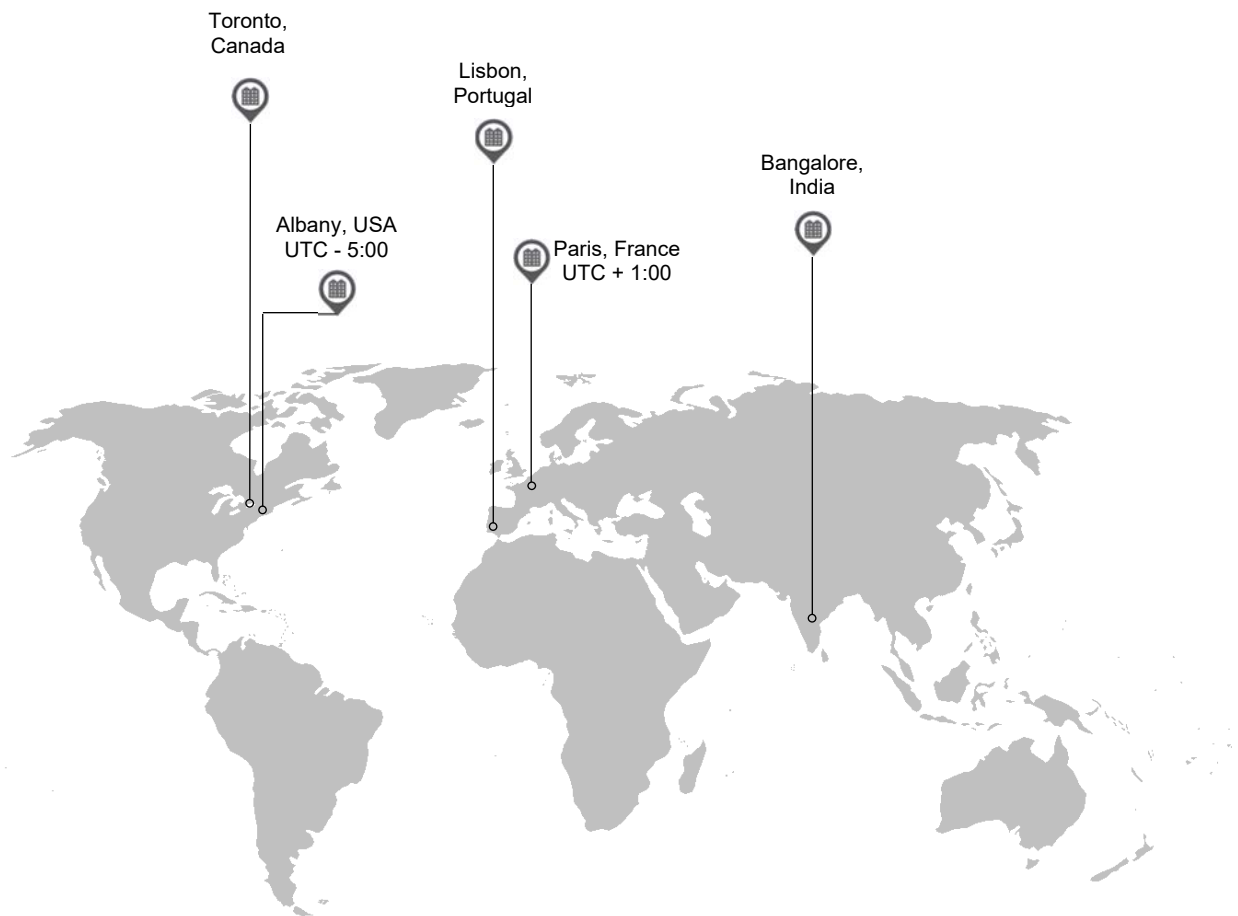 Toronto,
Canada
Lisbon,
Portugal
Bangalore,
India
Albany, USA
UTC - 5:00
Paris, France
UTC + 1:00